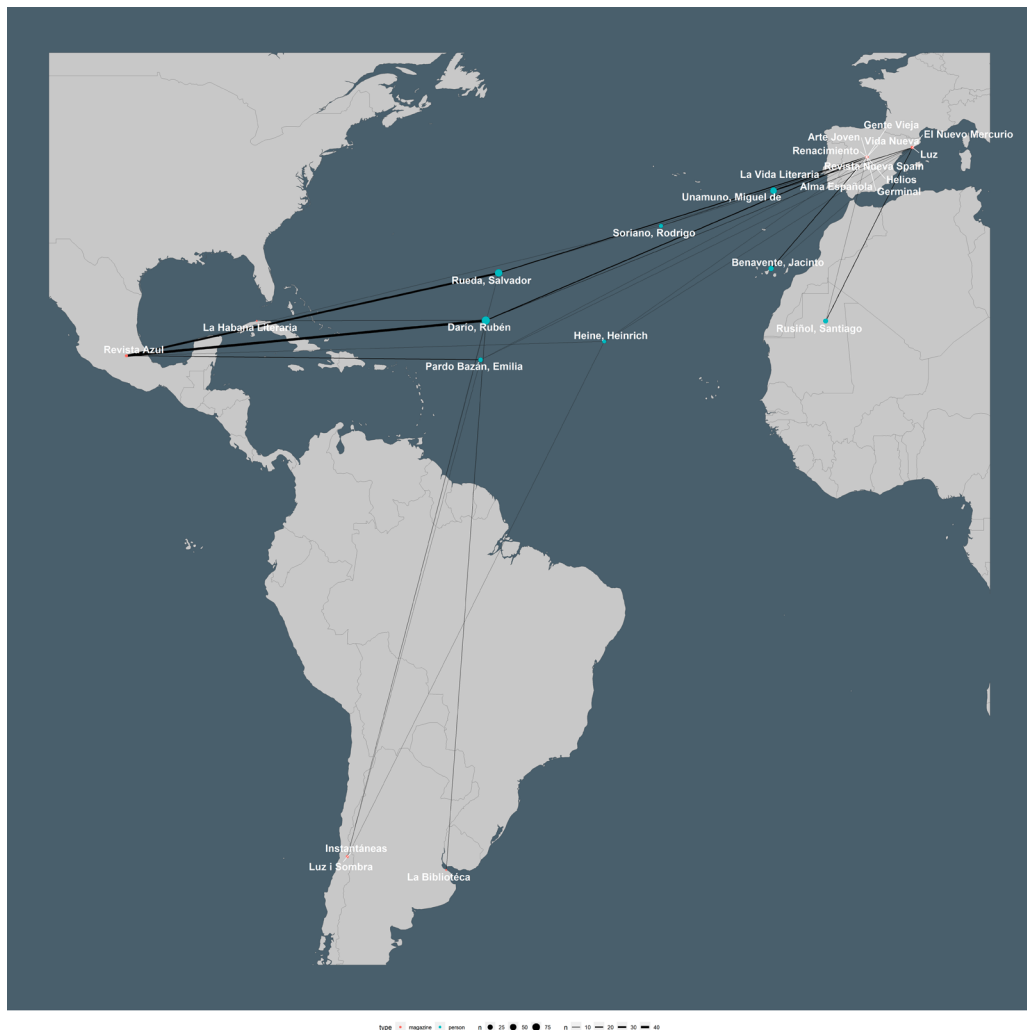 Gente Vieja
El Nuevo Mercurio
Arte Joven
Vida Nueva
Renacimiento
Luz
Revista Nueva Spain
La Vida Literaria
Helios
Alma Española
Germinal
Unamuno, Miguel de
Soriano, Rodrigo
Benavente, Jacinto
Rueda, Salvador
La Habana Literaria
Darío, Rubén
Rusiñol, Santiago
Heine, Heinrich
Revista Azul
Pardo Bazán, Emilia
Instantáneas
Luz i Sombra
La Bibliotéca
type magazine person n 25 50 75 n 10 20 30 40